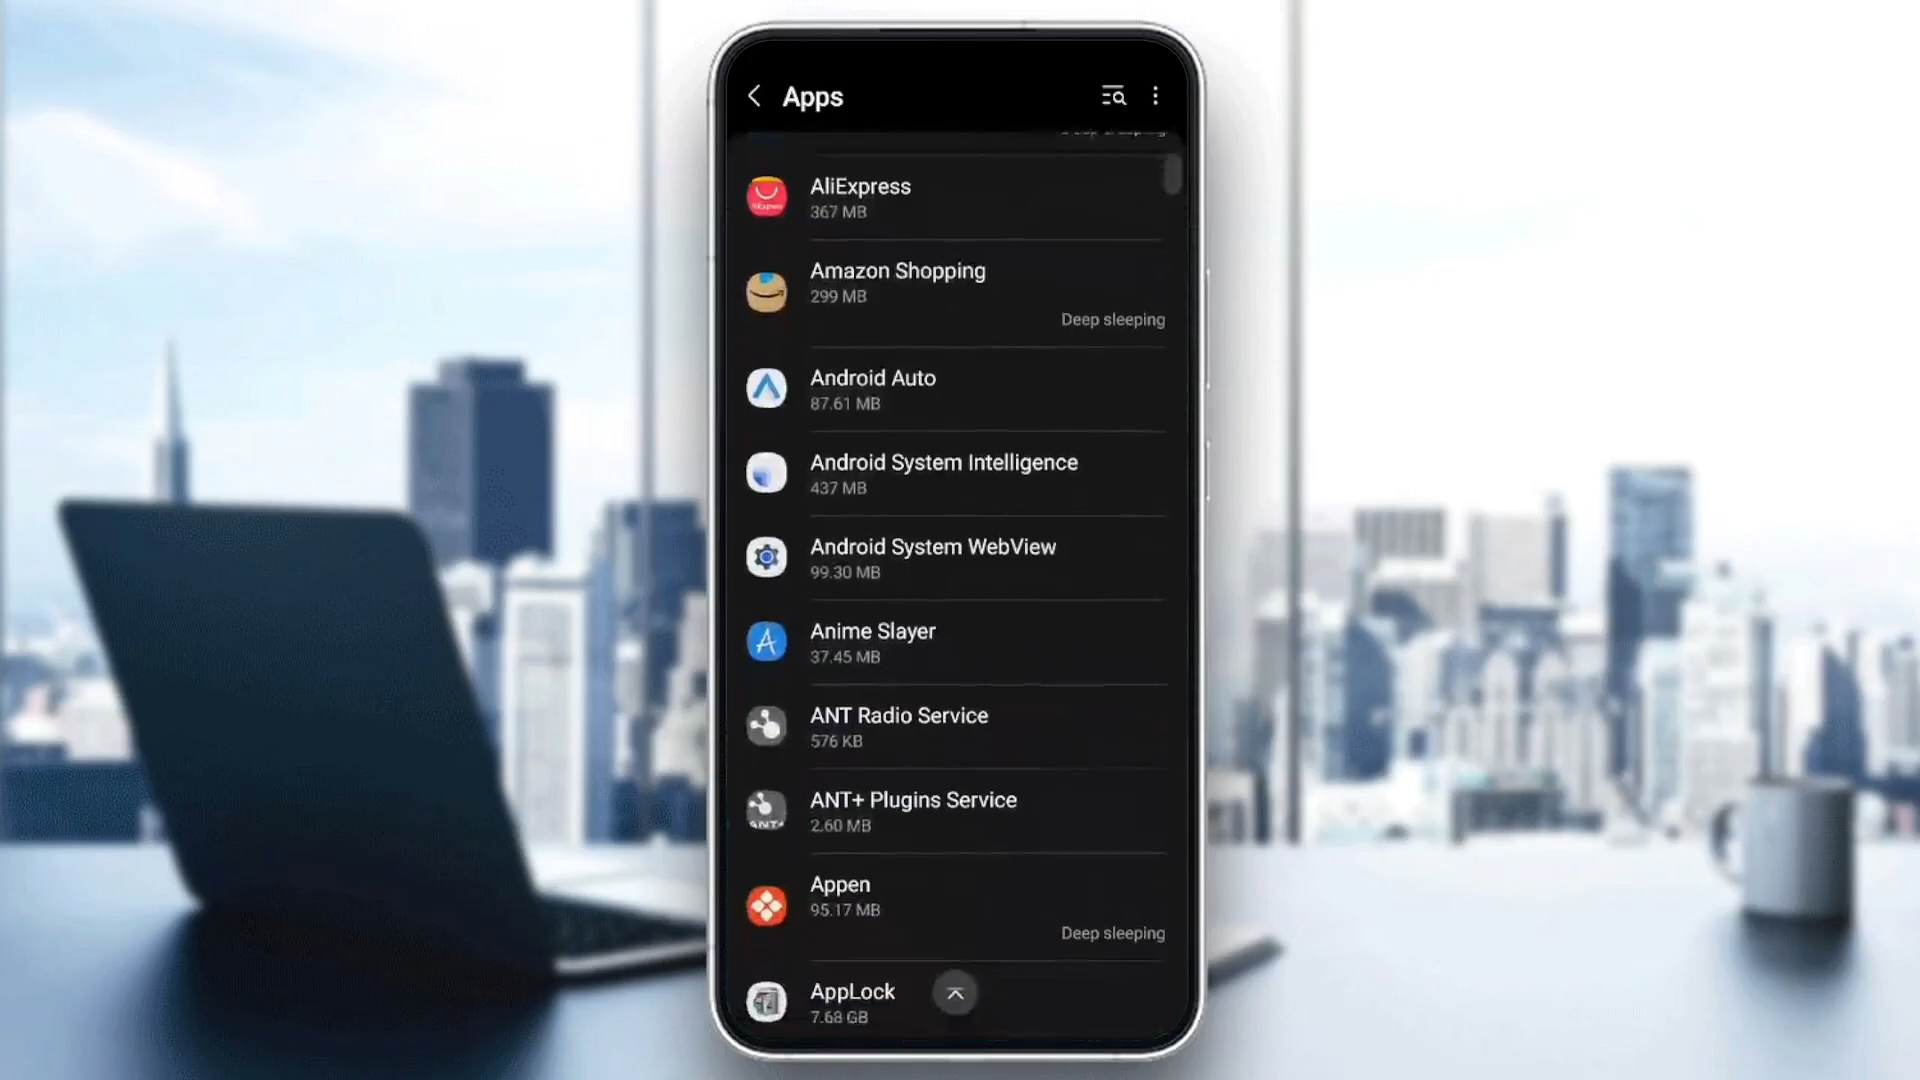 Apps
AliExpress
367 MB
Amazon Shopping
299 MB
Deep sleeping
Android Auto
87.61 MB
Android System Intelligence
437 MB
Android System WebView
99.30 MB
Anime Slayer
37.45 MB
ANT Radio Service
576 KB
ANT+ Plugins Service
2.60 MB
Appen
95.17 MB
Deep sleeping
AppLock
7.68 GB